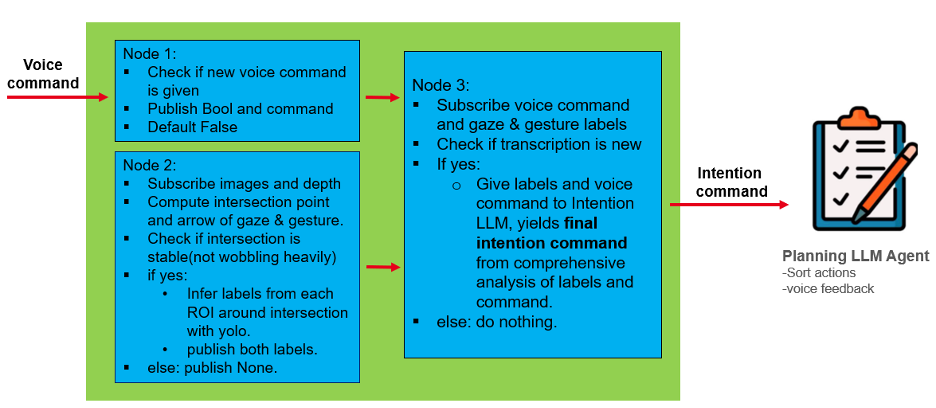 Voice
command
Node 1:
▪ Check if new voice command
is given
▪ Publish Bool and command
▪ Default False
Node 2:
▪ Subscribe images and depth
▪ Compute intersection point
and arrow of gaze & gesture.
▪ Check if intersection is
stable(not wobbling heavily)
▪ if yes:
• Infer labels from each
ROI around intersection
with yolo.
• publish both labels.
▪ else: publish None.
Node 3:
▪ Subscribe voice command
and gaze & gesture labels
▪ Check if transcription is new
▪ If yes:
o Give labels and voice
command to Intention
LLM, yields final
intention command
from comprehensive
analysis of labels and
command.
▪ else: do nothing.
Intention
command
Planning LLM Agent
-Sort actions
-voice feedback